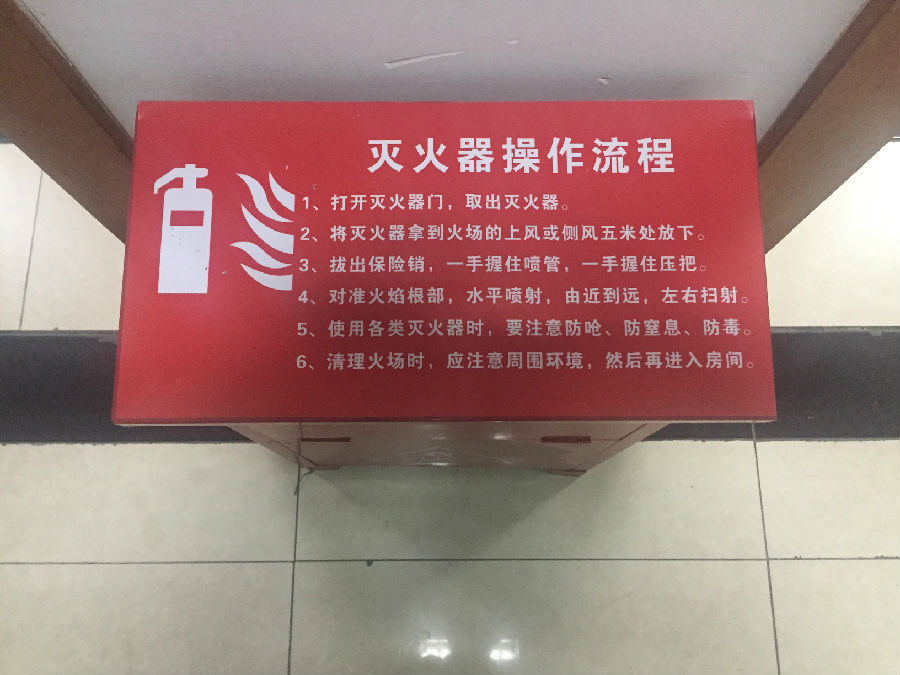 灭火器操作流程
1、打开灭火器门，取出灭火器。
2、将灭火器拿到火场的上风或侧风五米处放下。
3、拔出保险销，一手握住喷管，一手握住压把。
4、对准火焰根部，水平喷射，由近到远，左右扫射。
5、使用各类灭火器时，要注意防呛、防窒息、防毒。
6、清理火场时，应注意周围环境，然后再进入房间。